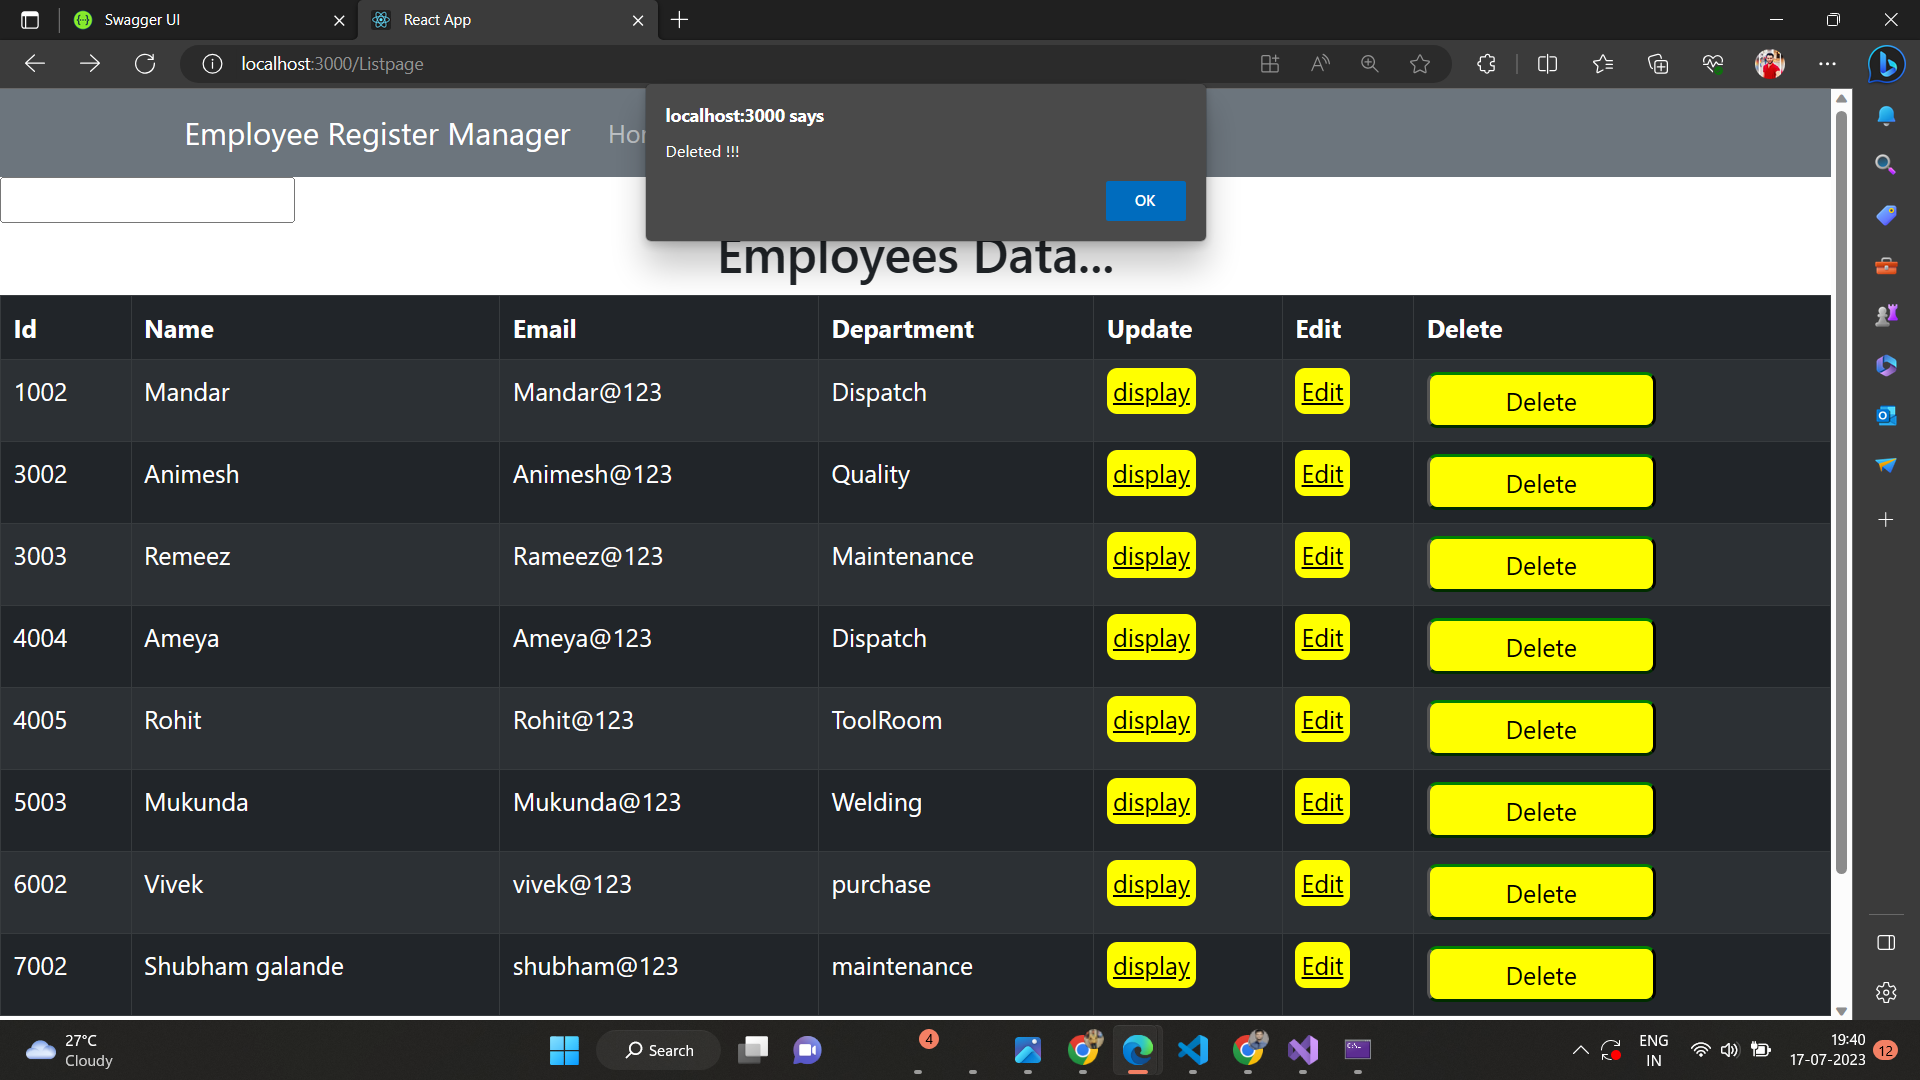 Swagger UI
React App
localhost:3000/Listpage
localhost:3000 says
Deleted !!!
OK
Employee Register Manager
Employees Data...
Id Name Email Department Update Edit Delete
1002 Mandar Mandar@123 Dispatch display Edit Delete
3002 Animesh Animesh@123 Quality display Edit Delete
3003 Remeez Rameez@123 Maintenance display Edit Delete
4004 Ameya Ameya@123 Dispatch display Edit Delete
4005 Rohit Rohit@123 ToolRoom display Edit Delete
5003 Mukunda Mukunda@123 Welding display Edit Delete
6002 Vivek vivek@123 purchase display Edit Delete
7002 Shubham galande shubham@123 maintenance display Edit Delete
27°C
Cloudy
Search
4
ENG
IN
19:40
17-07-2023
12